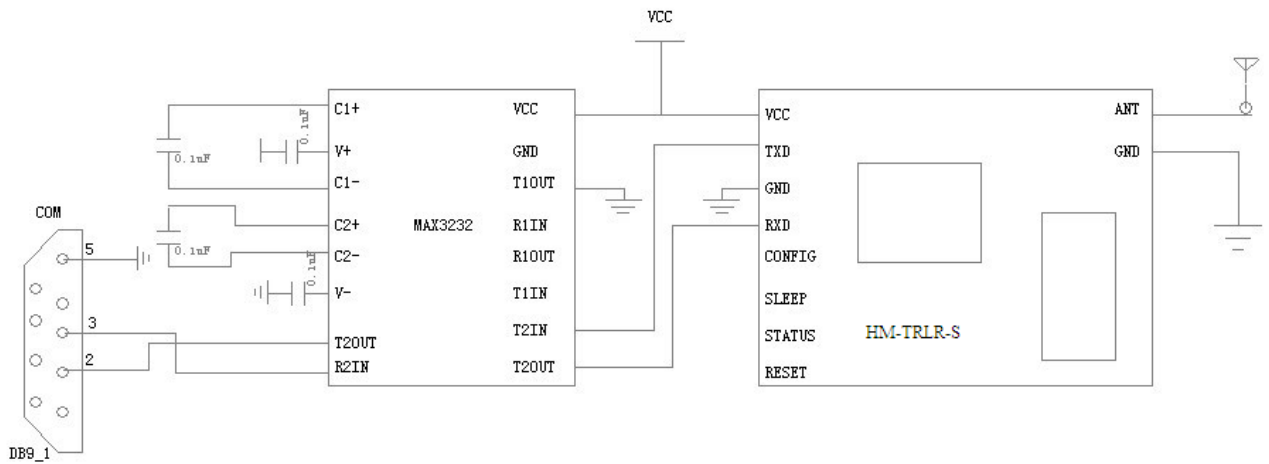 VCC
C1+
0.1uF
V+
0.1uF
C1-
C2+
0.1uF
C2-
0.1uF
V-
T2OUT
R2IN
MAX3232
VCC
GND
T1OUT
R1IN
R1OUT
T1IN
T2IN
T2OUT
COM
5
3
2
DB9_1
VCC
TXD
GND
RXD
CONFIG
SLEEP
STATUS
RESET
HM-TRLR-S
ANT
GND